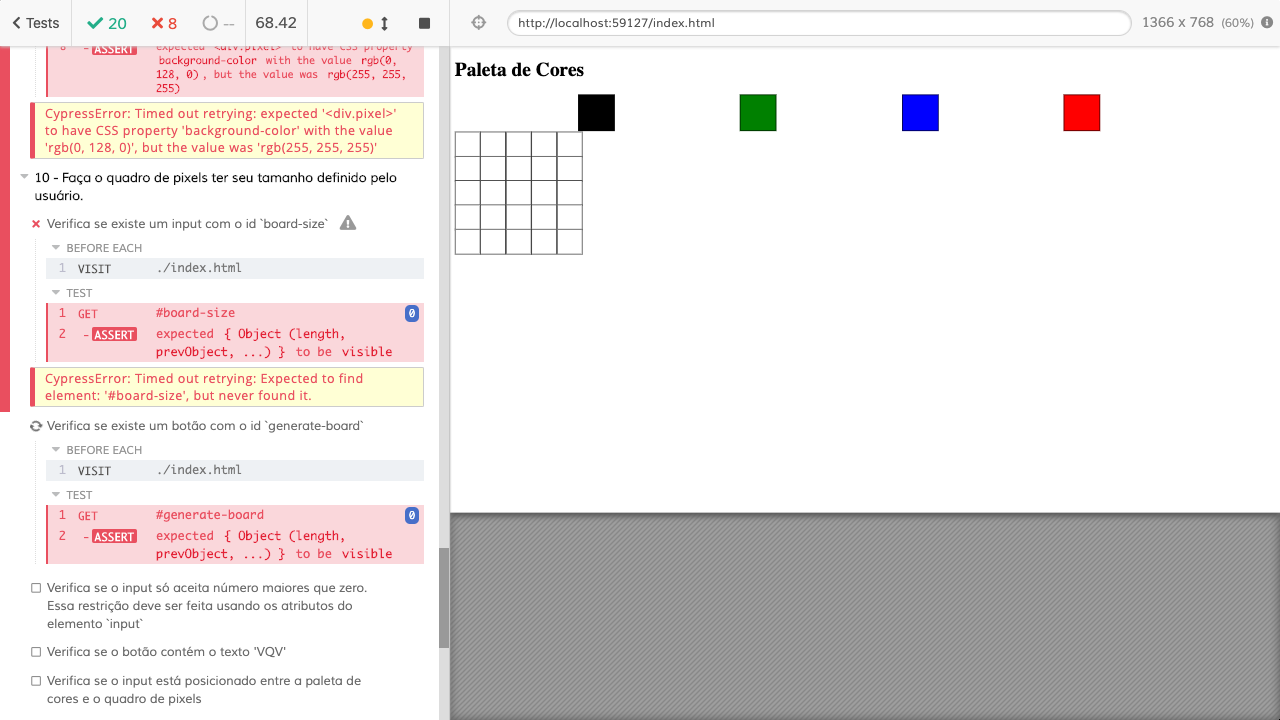 Tests
20
8
--
68.42
http://localhost:59127/index.html
1366 x 768 (60%)
8 - ASSERT expected <div.pixel> to have CSS property
background-color with the value rgb(0,
128, 0) , but the value was rgb(255, 255,
255)
CypressError: Timed out retrying: expected '<div.pixel>'
to have CSS property 'background-color' with the value
'rgb(0, 128, 0)', but the value was 'rgb(255, 255, 255)'
10 - Faça o quadro de pixels ter seu tamanho definido pelo
usuário.
Verifica se existe um input com o id `board-size`
BEFORE EACH
1 VISIT ./index.html
TEST
1 GET #board-size 0
2 - ASSERT expected { Object (length,
prevObject, ...) } to be visible
CypressError: Timed out retrying: Expected to find
element: '#board-size', but never found it.
Verifica se existe um botão com o id `generate-board`
BEFORE EACH
1 VISIT ./index.html
TEST
1 GET #generate-board 0
2 - ASSERT expected { Object (length,
prevObject, ...) } to be visible
Verifica se o input só aceita número maiores que zero.
Essa restrição deve ser feita usando os atributos do
elemento `input`
Verifica se o botão contém o texto 'VQV'
Verifica se o input está posicionado entre a paleta de
cores e o quadro de pixels
Paleta de Cores